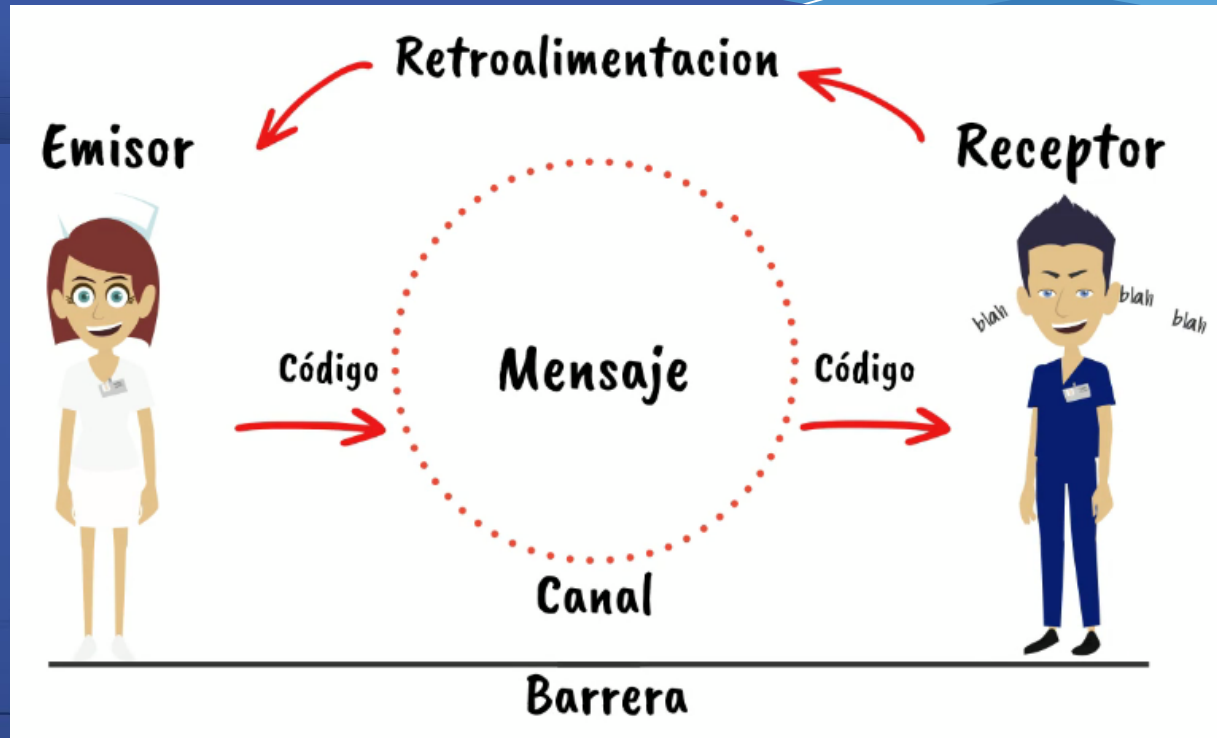 Retroalimentacion
Emisor
Receptor
blah
blah
blah
Código
Mensaje
Código
Canal
Barrera